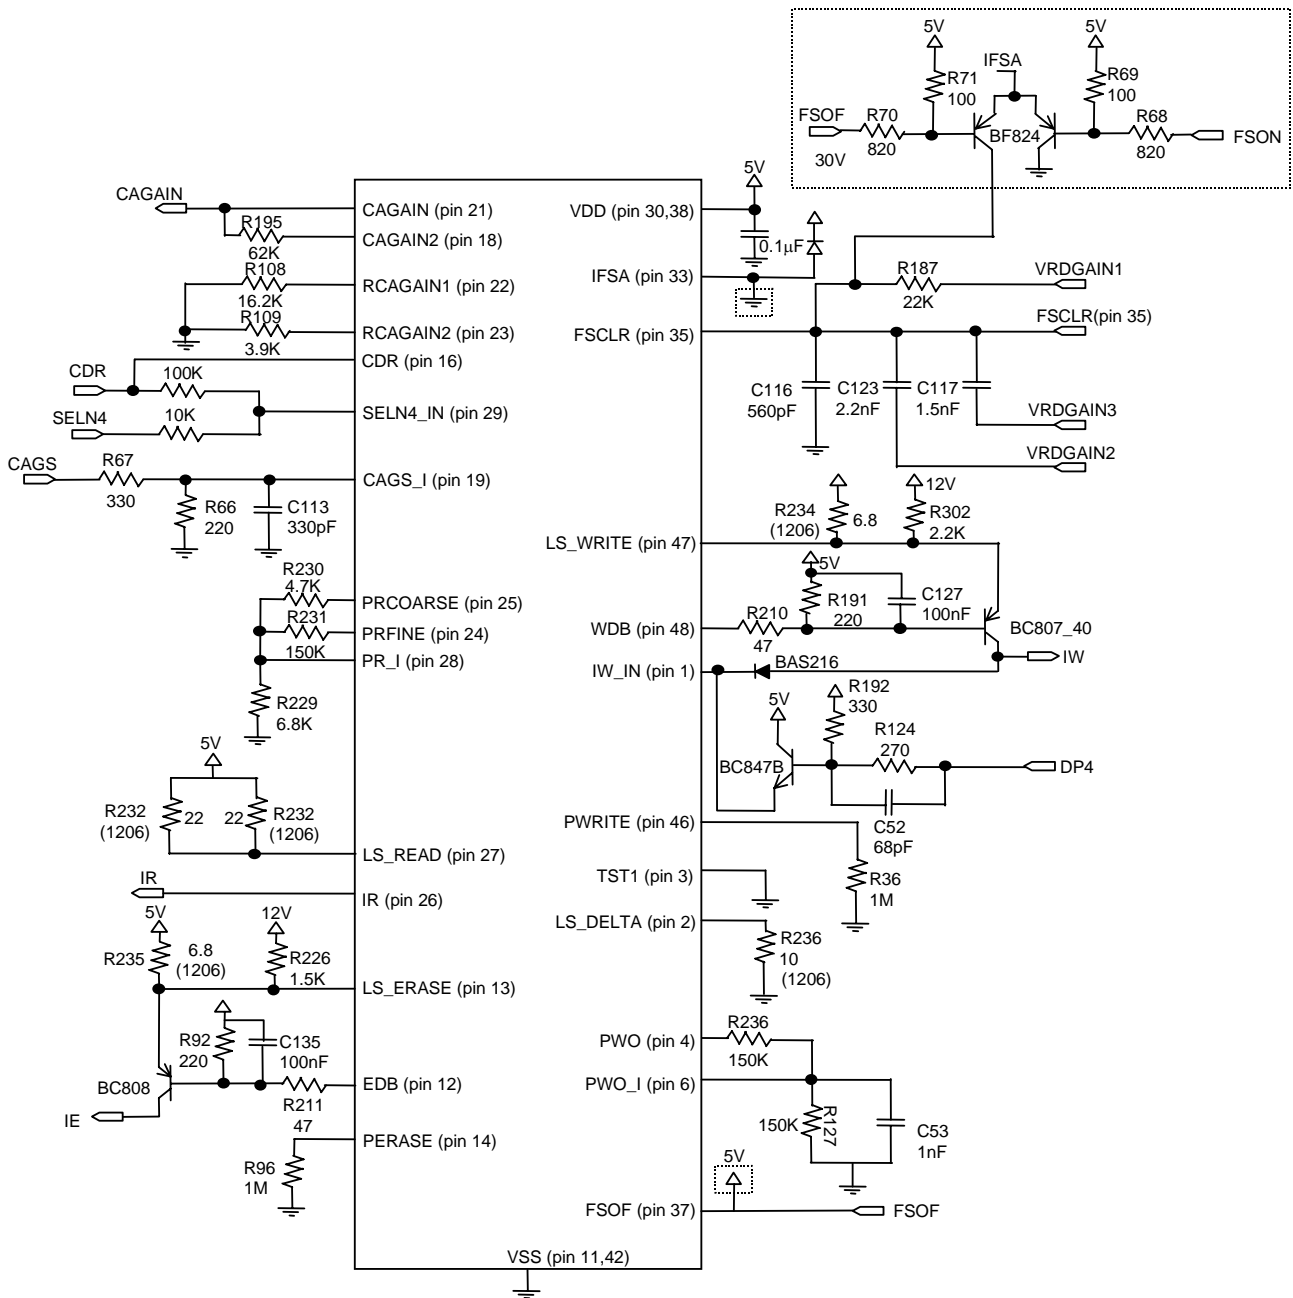 5V
5V
IFSA
R71
100
R69
100
FSOF
R70
820
30V
BF824
R68
820
FSON
CAGAIN
CAGAIN (pin 21)
R195
62K
CAGAIN2 (pin 18)
R108
16.2K
RCAGAIN1 (pin 22)
R109
3.9K
RCAGAIN2 (pin 23)
CDR (pin 16)
CDR
100K
SELN4
10K
SELN4_IN (pin 29)
CAGS
R67
330
CAGS_I (pin 19)
R66
220
C113
330pF
R230
4.7K
PRCOARSE (pin 25)
R231
150K
PRFINE (pin 24)
PR_I (pin 28)
R229
6.8K
5V
R232
(1206)
22
22
R232
(1206)
LS_READ (pin 27)
IR
IR (pin 26)
5V
12V
R235
6.8
(1206)
R226
1.5K
LS_ERASE (pin 13)
R92
220
C135
100nF
BC808
EDB (pin 12)
R211
47
IE
PERASE (pin 14)
R96
1M
VSS (pin 11,42)
5V
VDD (pin 30,38)
0.1μF
IFSA (pin 33)
R187
22K
VRDGAIN1
FSCLR (pin 35)
FSCLR(pin 35)
C116
560pF
C123
2.2nF
C117
1.5nF
VRDGAIN3
VRDGAIN2
12V
R234
(1206)
6.8
R302
2.2K
LS_WRITE (pin 47)
5V
R191
220
C127
100nF
WDB (pin 48)
R210
47
BC807_40
IW
IW_IN (pin 1)
BAS216
5V
R192
330
BC847B
R124
270
DP4
C52
68pF
PWRITE (pin 46)
R36
1M
TST1 (pin 3)
LS_DELTA (pin 2)
R236
10
(1206)
PWO (pin 4)
R236
150K
PWO_I (pin 6)
150K
R127
C53
1nF
5V
FSOF (pin 37)
FSOF